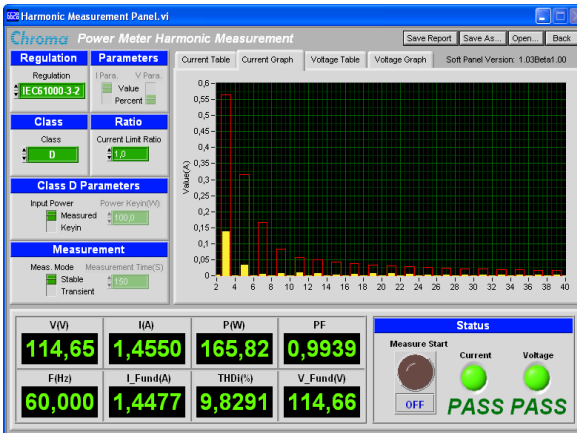 6628 Harmonic Measurement Panel.vi
Chroma Power Meter Harmonic Measurement
Save Report Save As... Open... Back
Regulation Parameters
Current Table Current Graph Voltage Table Voltage Graph Soft Panel Version: 1.03Beta1.00
Regulation
I Para. V Para.
Value
Percent
IEC61000-3-2
Class Ratio
Class
D
Current Limit Ratio
1,0
Class D Parameters
Input Power Power Keyin(W)
Measured
Keyin
100,0
Measurement
Meas. Mode Measurement Time(S)
Stable
Transient
150
Value(A)
0,6
0,55
0,5
0,45
0,4
0,35
0,3
0,25
0,2
0,15
0,1
0,05
0
2 4 6 8 10 12 14 16 18 20 22 24 26 28 30 32 34 36 38 40
V(V) I(A) P(W) PF
114,65 1,4550 165,82 0,9939
F(Hz) I_Fund(A) THDi(%) V_Fund(V)
60,000 1,4477 9,8291 114,66
Status
Measure Start
Current Voltage
OFF
PASS PASS